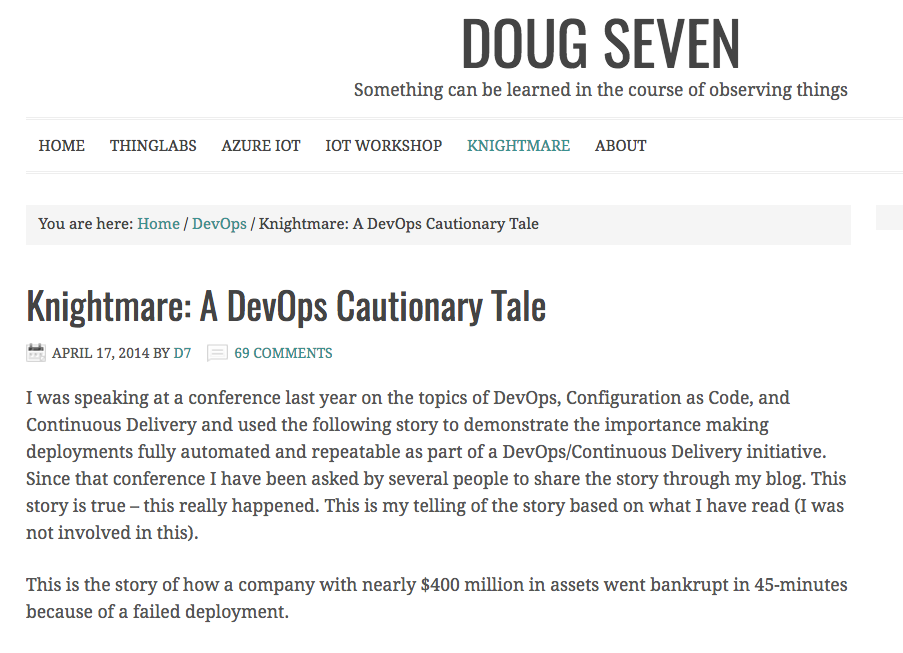 DOUG SEVEN
Something can be learned in the course of observing things
HOME THINGLABS AZURE IOT IOT WORKSHOP KNIGHTMARE ABOUT
You are here: Home / DevOps / Knightmare: A DevOps Cautionary Tale
Knightmare: A DevOps Cautionary Tale
APRIL 17, 2014 BY D7 69 COMMENTS
I was speaking at a conference last year on the topics of DevOps, Configuration as Code, and
Continuous Delivery and used the following story to demonstrate the importance making
deployments fully automated and repeatable as part of a DevOps/Continuous Delivery initiative.
Since that conference I have been asked by several people to share the story through my blog. This
story is true – this really happened. This is my telling of the story based on what I have read (I was
not involved in this).
This is the story of how a company with nearly $400 million in assets went bankrupt in 45-minutes
because of a failed deployment.